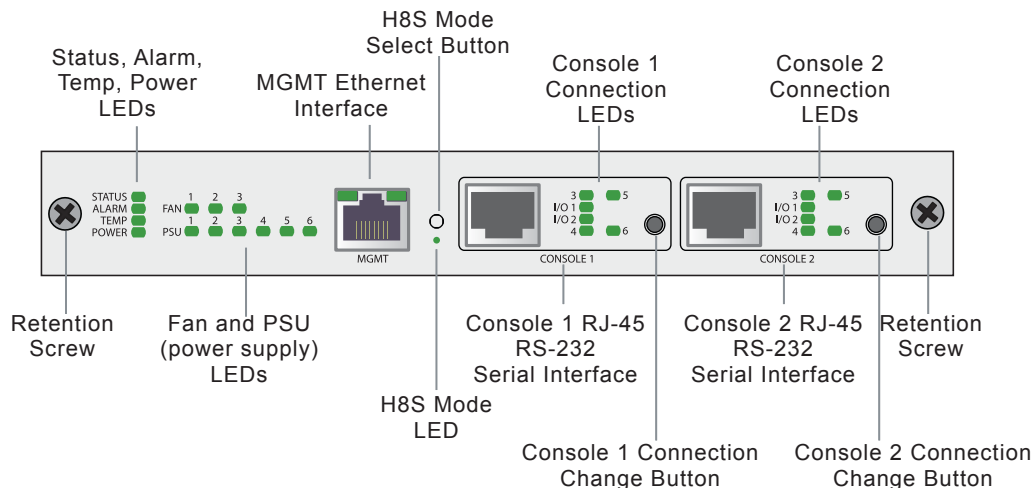 H8S Mode
Select Button
Status, Alarm,
Temp, Power
LEDs
MGMT Ethernet
Interface
Console 1
Connection
LEDs
Console 2
Connection
LEDs
STATUS
ALARM
TEMP
POWER
1 2 3
FAN
1 2 3 4 5 6
PSU
MGMT
3 5
I/O 1
I/O 2
4 6
CONSOLE 1
3 5
I/O 1
I/O 2
4 6
CONSOLE 2
Retention
Screw
Fan and PSU
(power supply)
LEDs
H8S Mode
LED
Console 1 RJ-45
RS-232
Serial Interface
Console 2 RJ-45
RS-232
Serial Interface
Retention
Screw
Console 1 Connection
Change Button
Console 2 Connection
Change Button